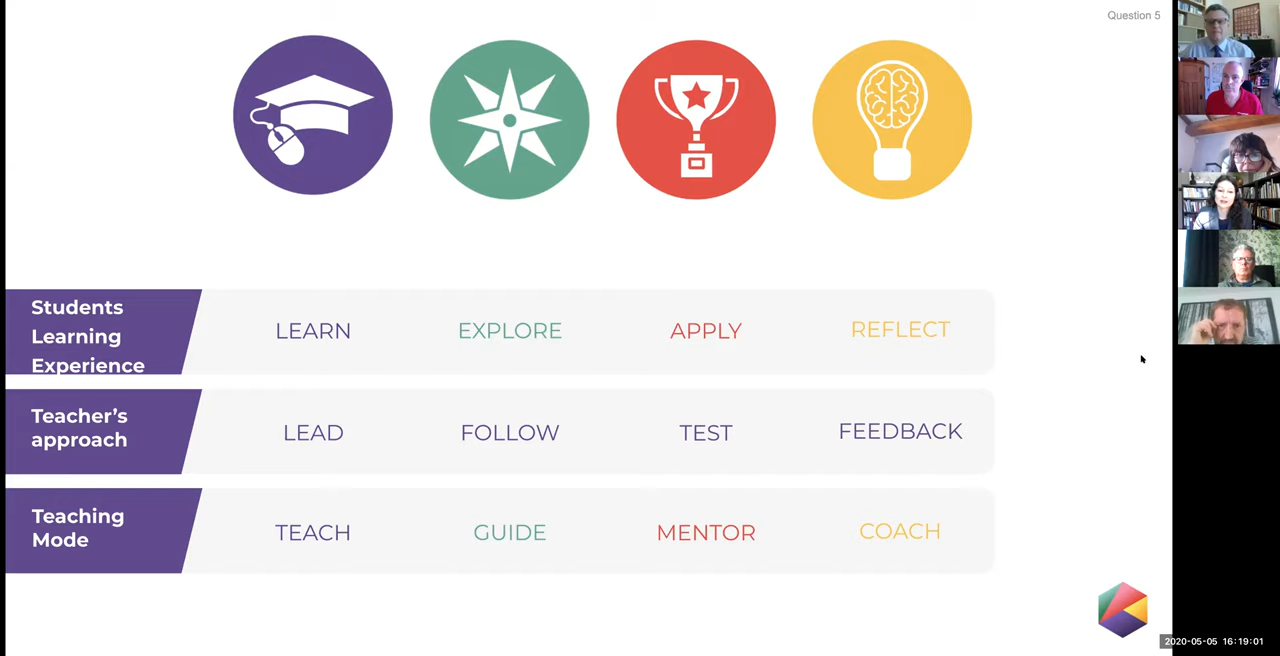 Question 5
Students
Learning
Experience
LEARN
EXPLORE
APPLY
REFLECT
Teacher’s
approach
LEAD
FOLLOW
TEST
FEEDBACK
Teaching
Mode
TEACH
GUIDE
MENTOR
COACH
2020-05-05 16:19:01